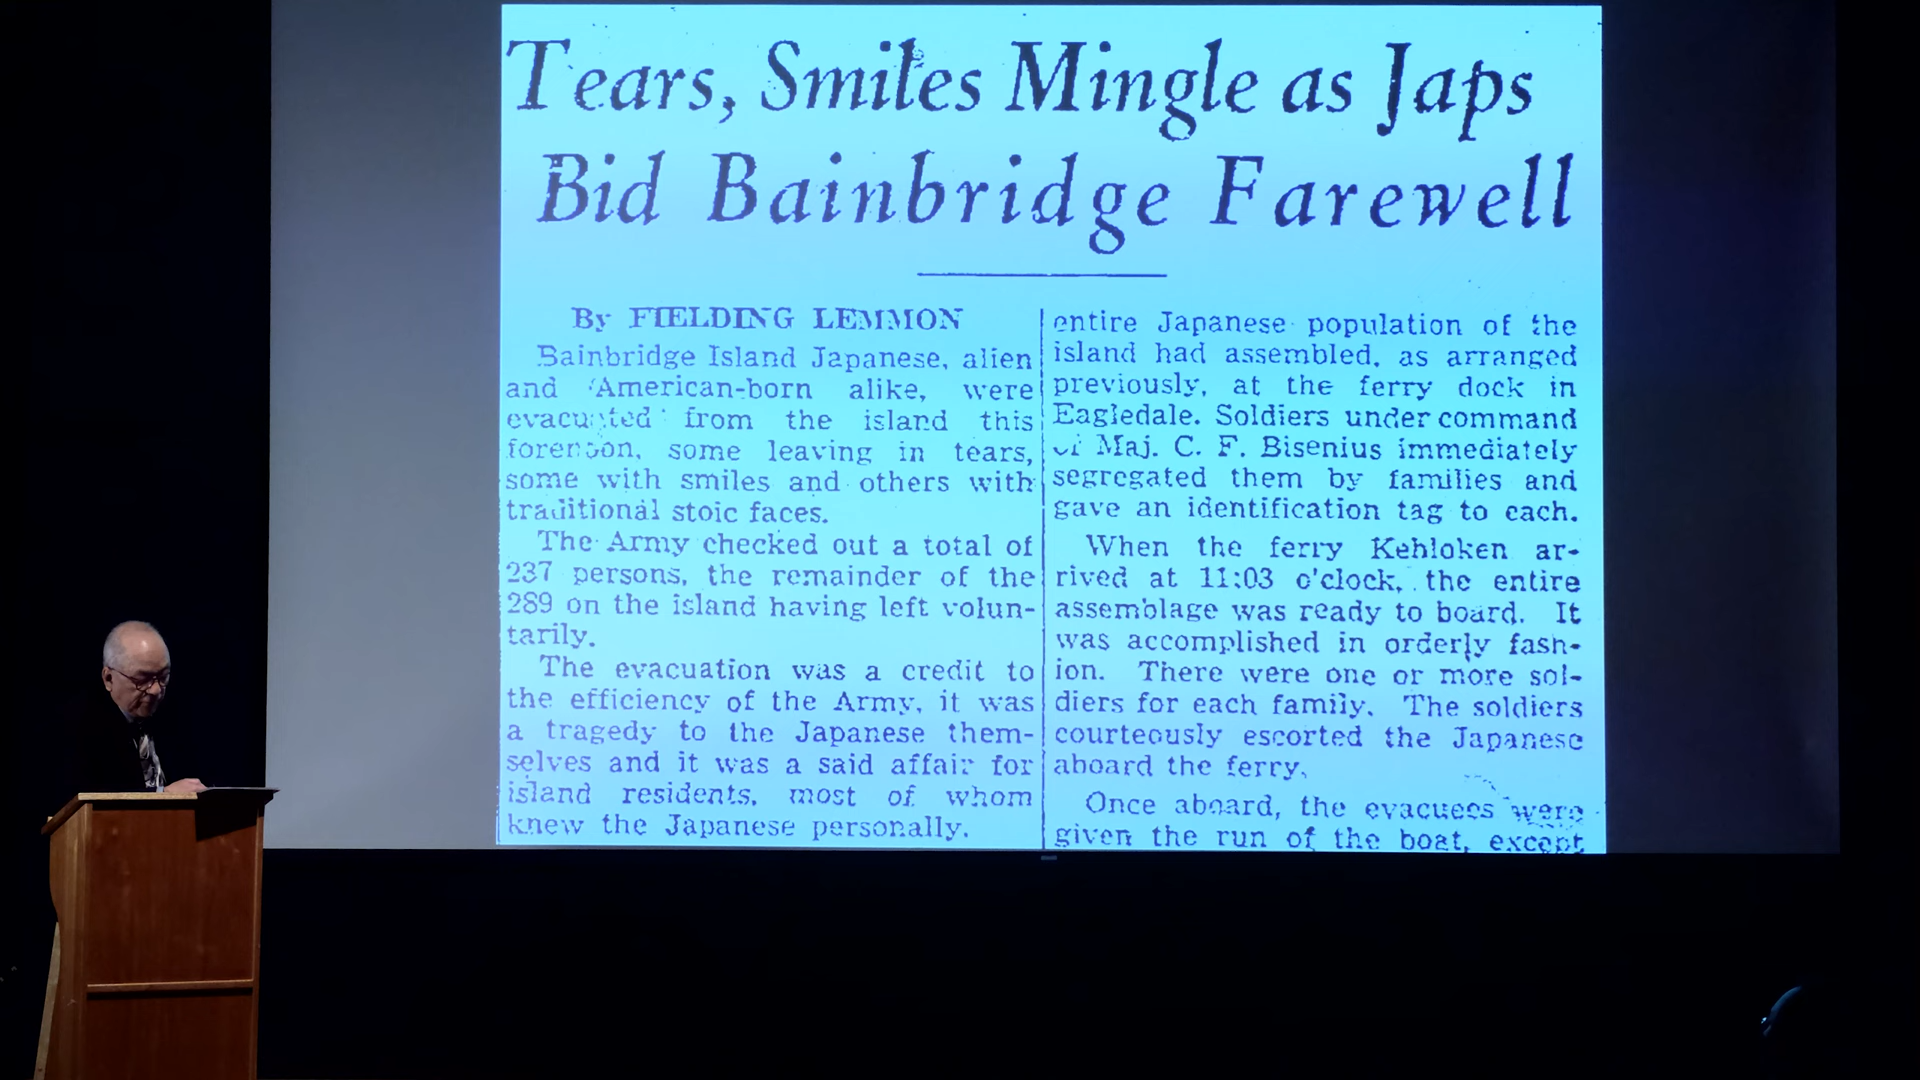 Tears, Smiles Mingle as Japs
Bid Bainbridge Farewell
By FIELDING LEMMON
Bainbridge Island Japanese, alien
and American-born alike, were
evacuated from the island this
forenoon, some leaving in tears,
some with smiles and others with
traditional stoic faces.
The Army checked out a total of
237 persons, the remainder of the
289 on the island having left volun-
tarily.
The evacuation was a credit to
the efficiency of the Army, it was
a tragedy to the Japanese them-
selves and it was a said affair for
island residents, most of whom
knew the Japanese personally.
entire Japanese population of the
island had assembled, as arranged
previously, at the ferry dock in
Eagledale. Soldiers under command
of Maj. C. F. Bisenius immediately
segregated them by families and
gave an identification tag to each.
When the ferry Kehloken ar-
rived at 11:03 o'clock, the entire
assemblage was ready to board. It
was accomplished in orderly fash-
ion. There were one or more sol-
diers for each family. The soldiers
courteously escorted the Japanese
aboard the ferry.
Once aboard, the evacuees were
given the run of the boat, except